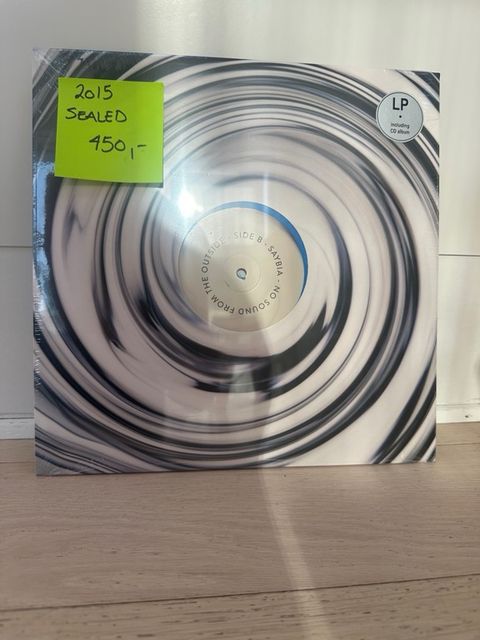 2015
SEALED
450,-
LP
•
including
CD album
SIDE B • SAYBIA • NO SOUND FROM THE OUTSIDE •